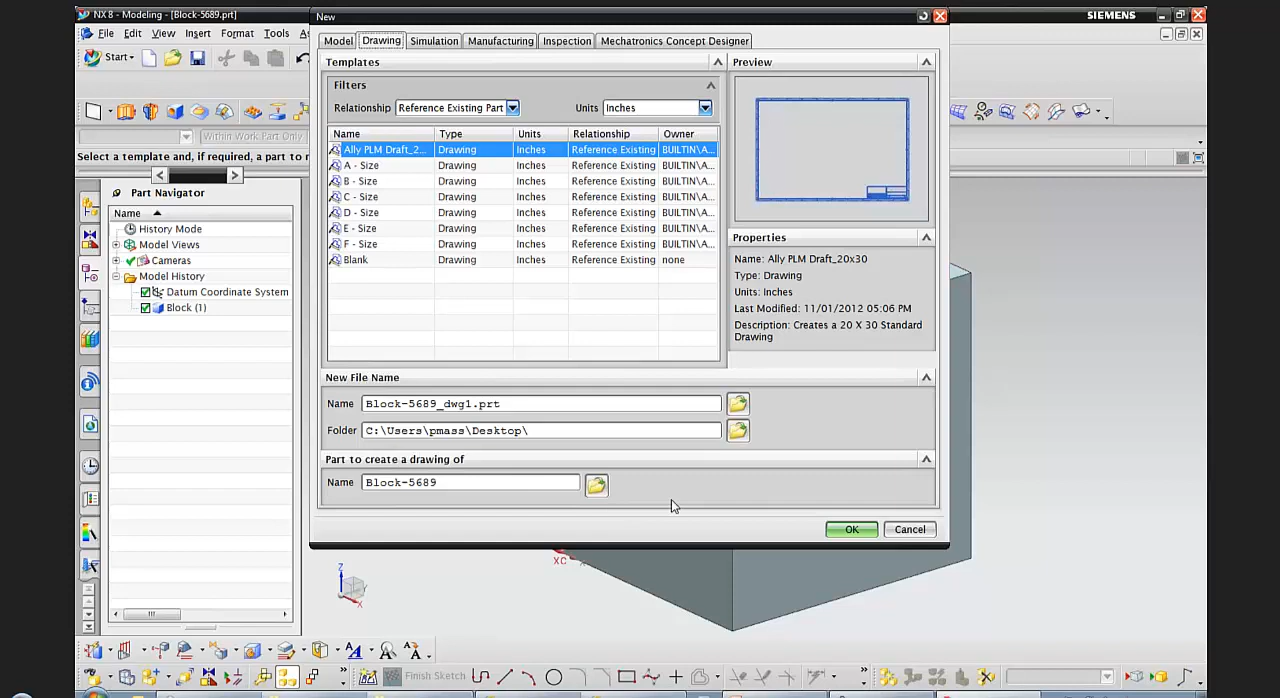 NX 8 - Modeling - [Block-5689.prt]
New
SIEMENS
File Edit View Insert Format Tools
Model Drawing Simulation Manufacturing Inspection Mechatronics Concept Designer
Start
Templates
Preview
Filters
Relationship Reference Existing Part Units Inches
Name Type Units Relationship Owner
Within Work Part Only
Ally PLM Draft_2... Drawing Inches Reference Existing BUILTIN\A...
Select a template and, if required, a part to r
A - Size Drawing Inches Reference Existing BUILTIN\A...
B - Size Drawing Inches Reference Existing BUILTIN\A...
C - Size Drawing Inches Reference Existing BUILTIN\A...
D - Size Drawing Inches Reference Existing BUILTIN\A...
E - Size Drawing Inches Reference Existing BUILTIN\A...
F - Size Drawing Inches Reference Existing BUILTIN\A...
Blank Drawing Inches Reference Existing none
Part Navigator
Name
History Mode
Model Views
Cameras
Model History
Datum Coordinate System
Block (1)
Properties
Name: Ally PLM Draft_20x30
Type: Drawing
Units: Inches
Last Modified: 11/01/2012 05:06 PM
Description: Creates a 20 X 30 Standard
Drawing
New File Name
Name Block-5689_dwg1.prt
Folder C:\Users\pmass\Desktop\
Part to create a drawing of
Name Block-5689
OK Cancel
XC
Z
Y
X
Finish Sketch